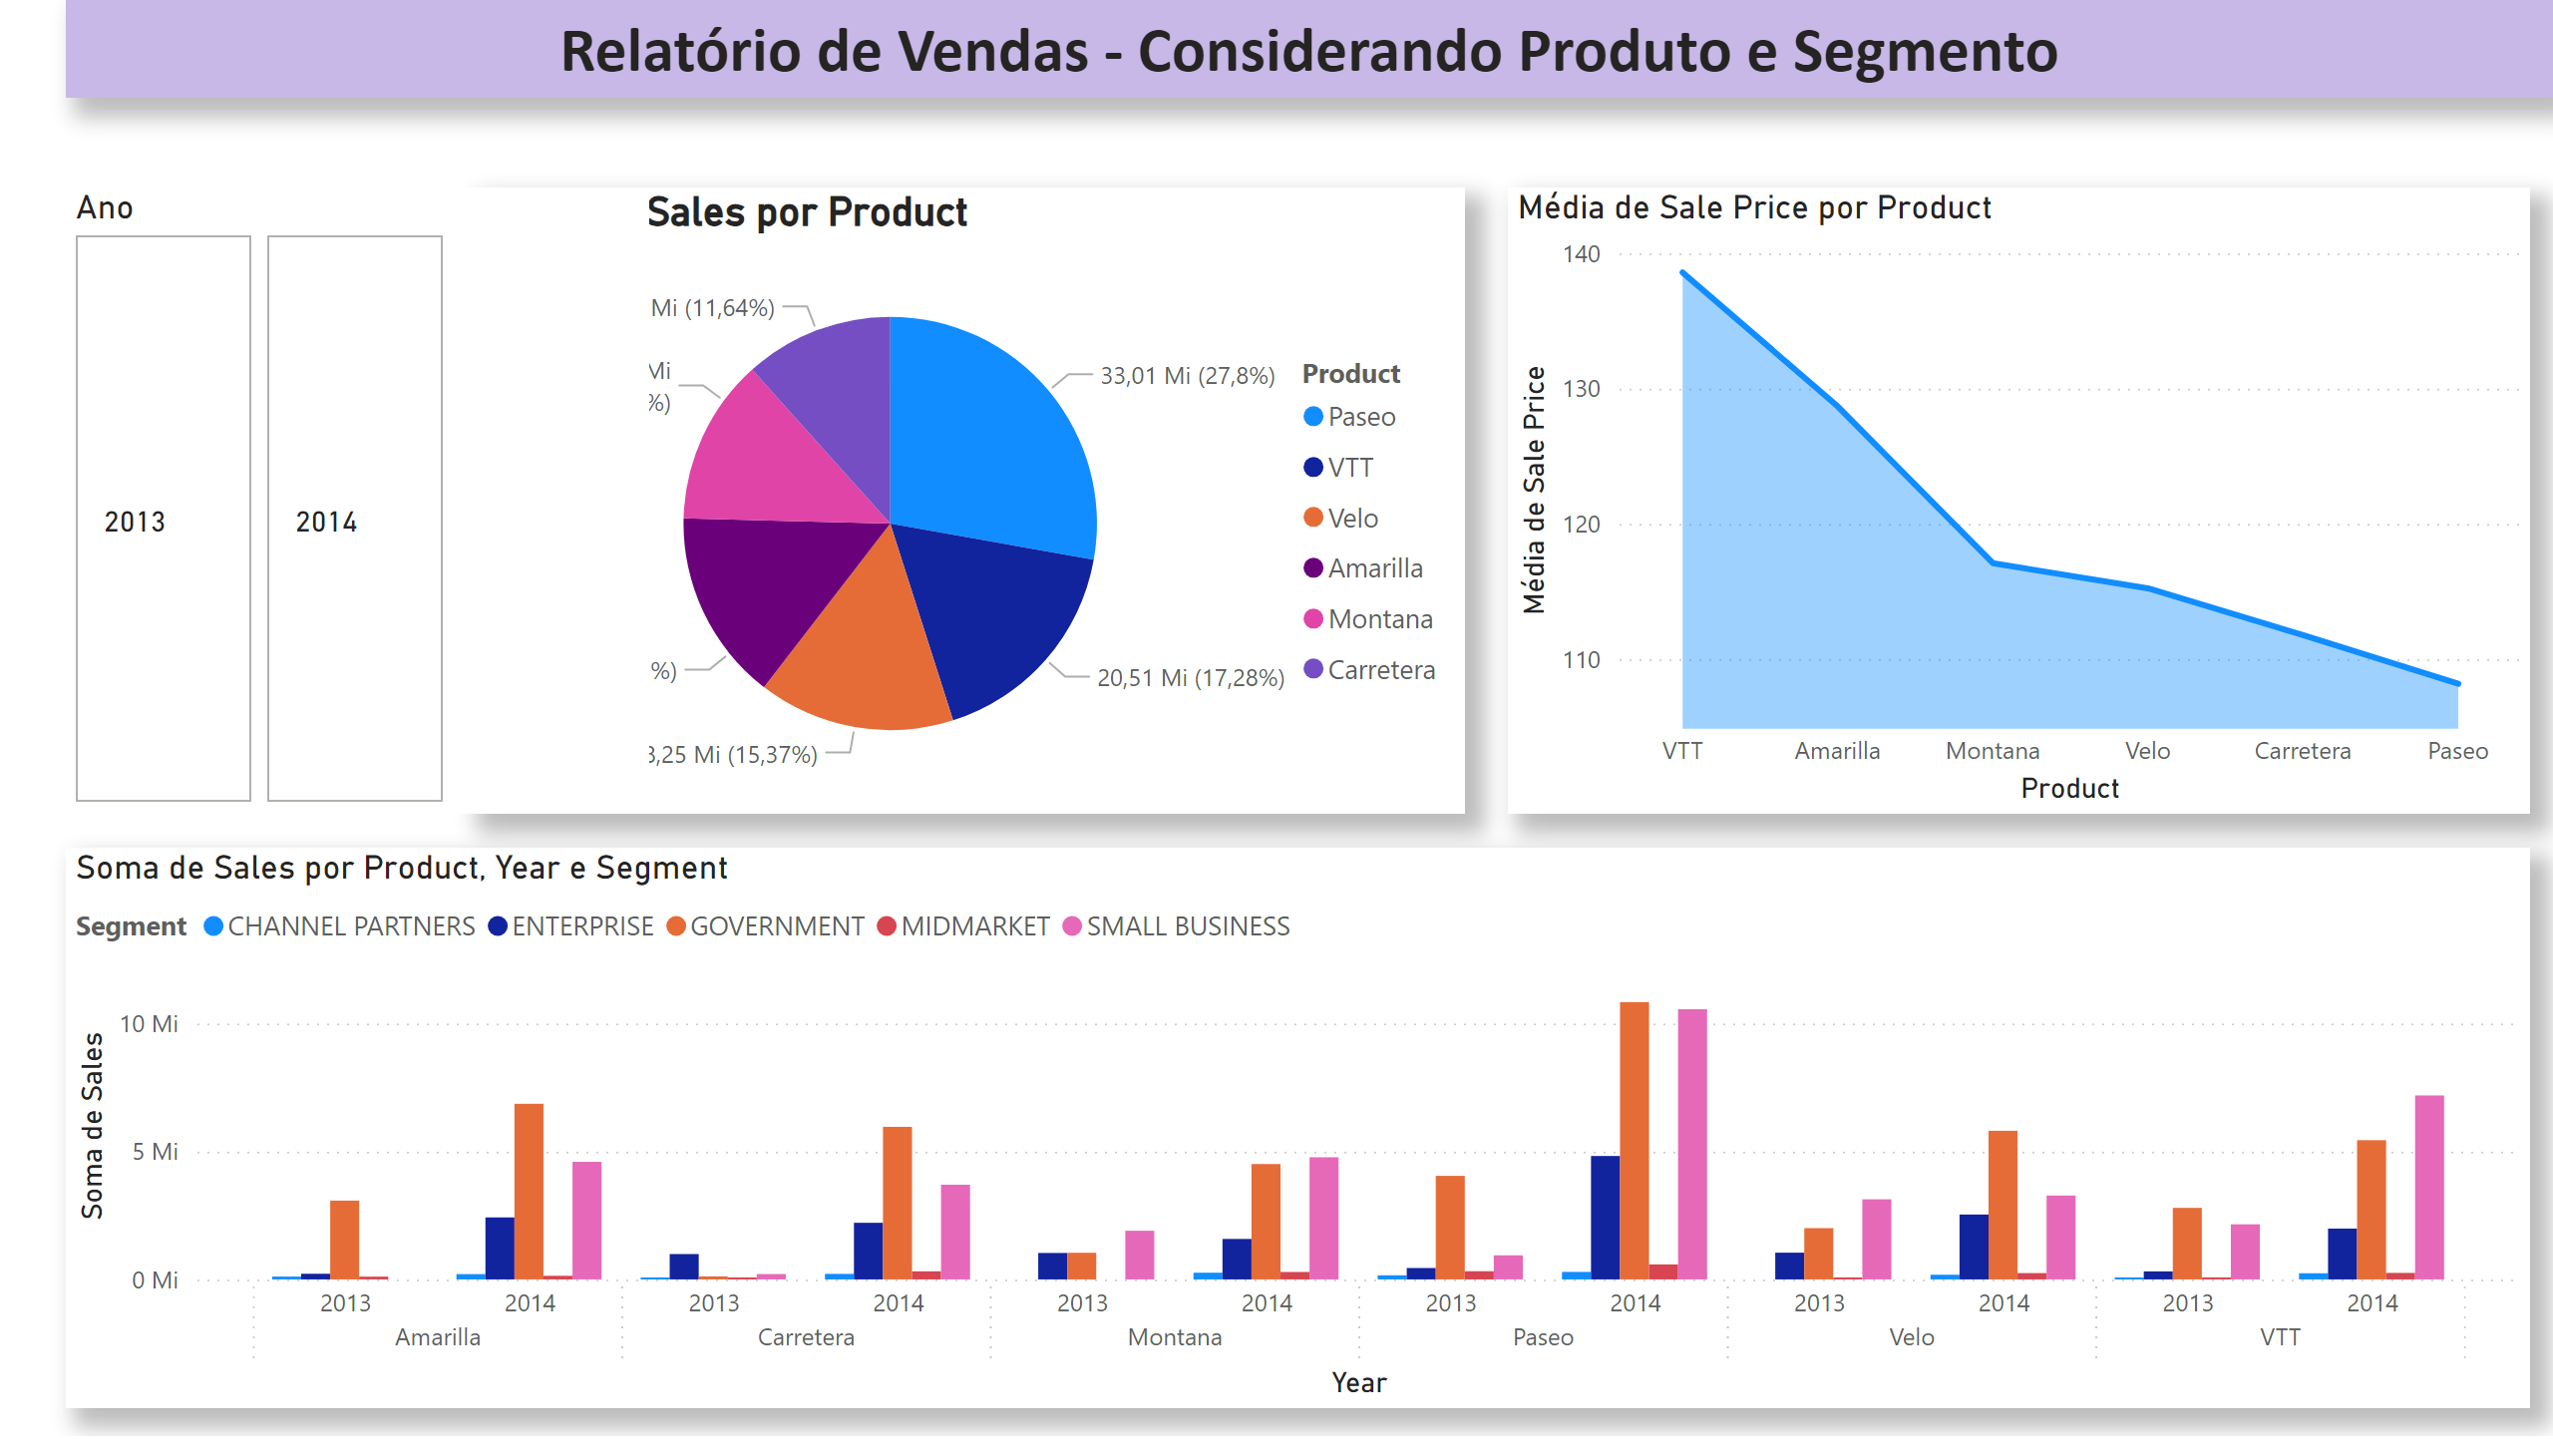 Relatório de Vendas - Considerando Produto e Segmento
Ano
2013
2014
Sales por Product
Mi (11,64%)
Mi
%)
%)
,25 Mi (15,37%)
33,01 Mi (27,8%)
20,51 Mi (17,28%)
Product
Paseo
VTT
Velo
Amarilla
Montana
Carretera
Média de Sale Price por Product
Média de Sale Price
140
130
120
110
VTT Amarilla Montana Velo Carretera Paseo
Product
Soma de Sales por Product, Year e Segment
Segment CHANNEL PARTNERS ENTERPRISE GOVERNMENT MIDMARKET SMALL BUSINESS
Soma de Sales
10 Mi
5 Mi
0 Mi
2013 2014 2013 2014 2013 2014 2013 2014 2013 2014 2013 2014
Amarilla Carretera Montana Paseo Velo VTT
Year